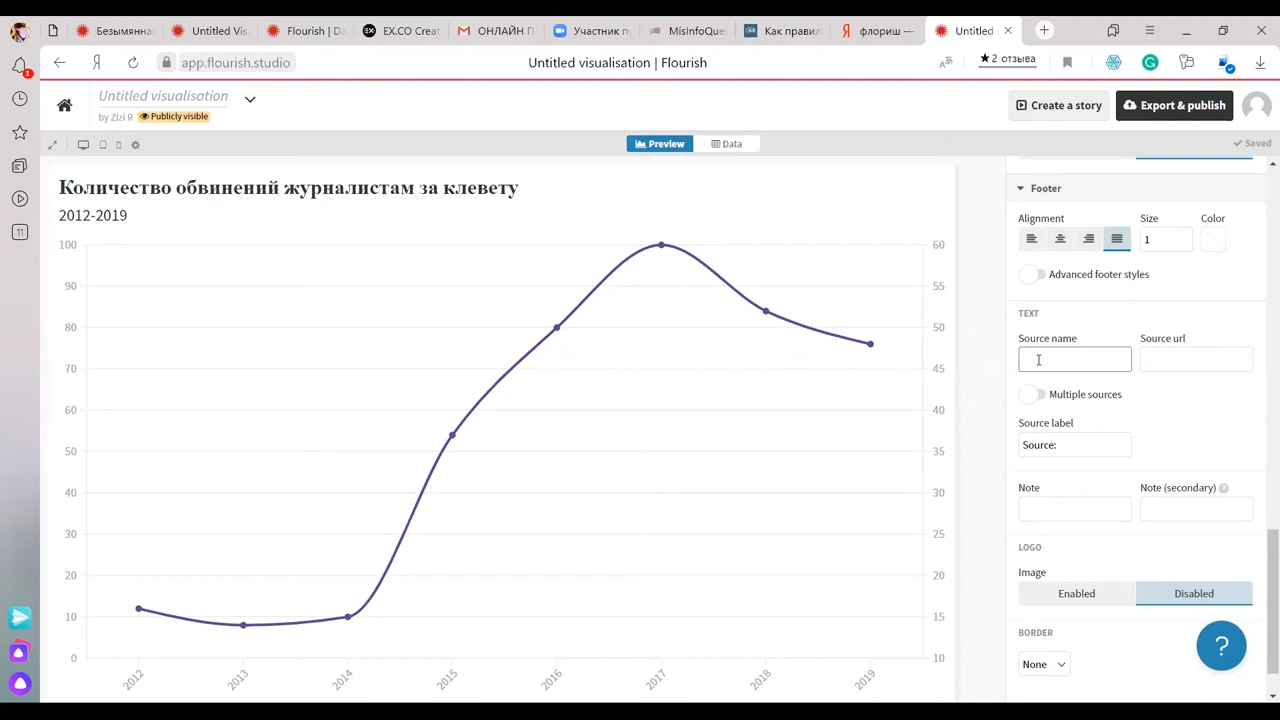 Безымянна
Untitled Vi
Flourish | Da
EX.CO Creat
ОНЛАЙН Г
Участник п
MisInfoQue
Как правил
флориш —
Untitled
app.flourish.studio
Untitled visualisation | Flourish
★2 отзыва
1
11
Untitled visualisation
by Zizi R
Publicly visible
Create a story
Export & publish
Preview
Data
Saved
Количество обвинений журналистам за клевету
2012-2019
100
90
80
70
60
50
40
30
20
10
0
60
55
50
45
40
35
30
25
20
15
10
2012
2013
2014
2015
2016
2017
2018
2019
Footer
Alignment
Size
Color
1
Advanced footer styles
TEXT
Source name
Source url
Multiple sources
Source label
Source:
Note
Note (secondary) ?
LOGO
Image
Enabled
Disabled
BORDER
None
?